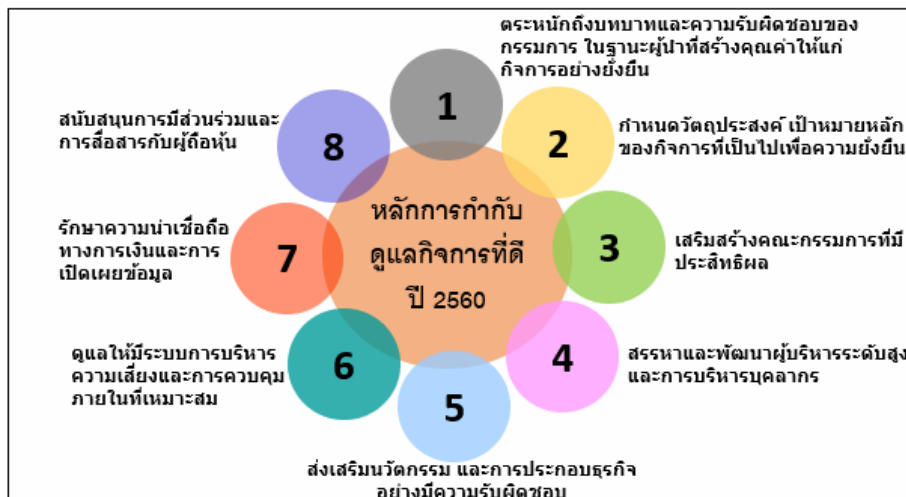 1
ตระหนักถึงบทบาทและความรับผิดชอบของ
กรรมการ ในฐานะผู้นำที่สร้างคุณค่าให้แก่
กิจการอย่างยั่งยืน
2
กำหนดวัตถุประสงค์ เป้าหมายหลัก
ของกิจการที่เป็นไปเพื่อความยั่งยืน
3
เสริมสร้างคณะกรรมการที่มี
ประสิทธิผล
4
สรรหาและพัฒนาผู้บริหารระดับสูง
และการบริหารบุคลากร
5
ส่งเสริมนวัตกรรม และการประกอบธุรกิจ
อย่างมีความรับผิดชอบ
6
ดูแลให้มีระบบการบริหาร
ความเสี่ยงและการควบคุม
ภายในที่เหมาะสม
7
รักษาความน่าเชื่อถือ
ทางการเงินและการ
เปิดเผยข้อมูล
8
สนับสนุนการมีส่วนร่วมและ
การสื่อสารกับผู้ถือหุ้น
หลักการกำกับ
ดูแลกิจการที่ดี
ปี 2560